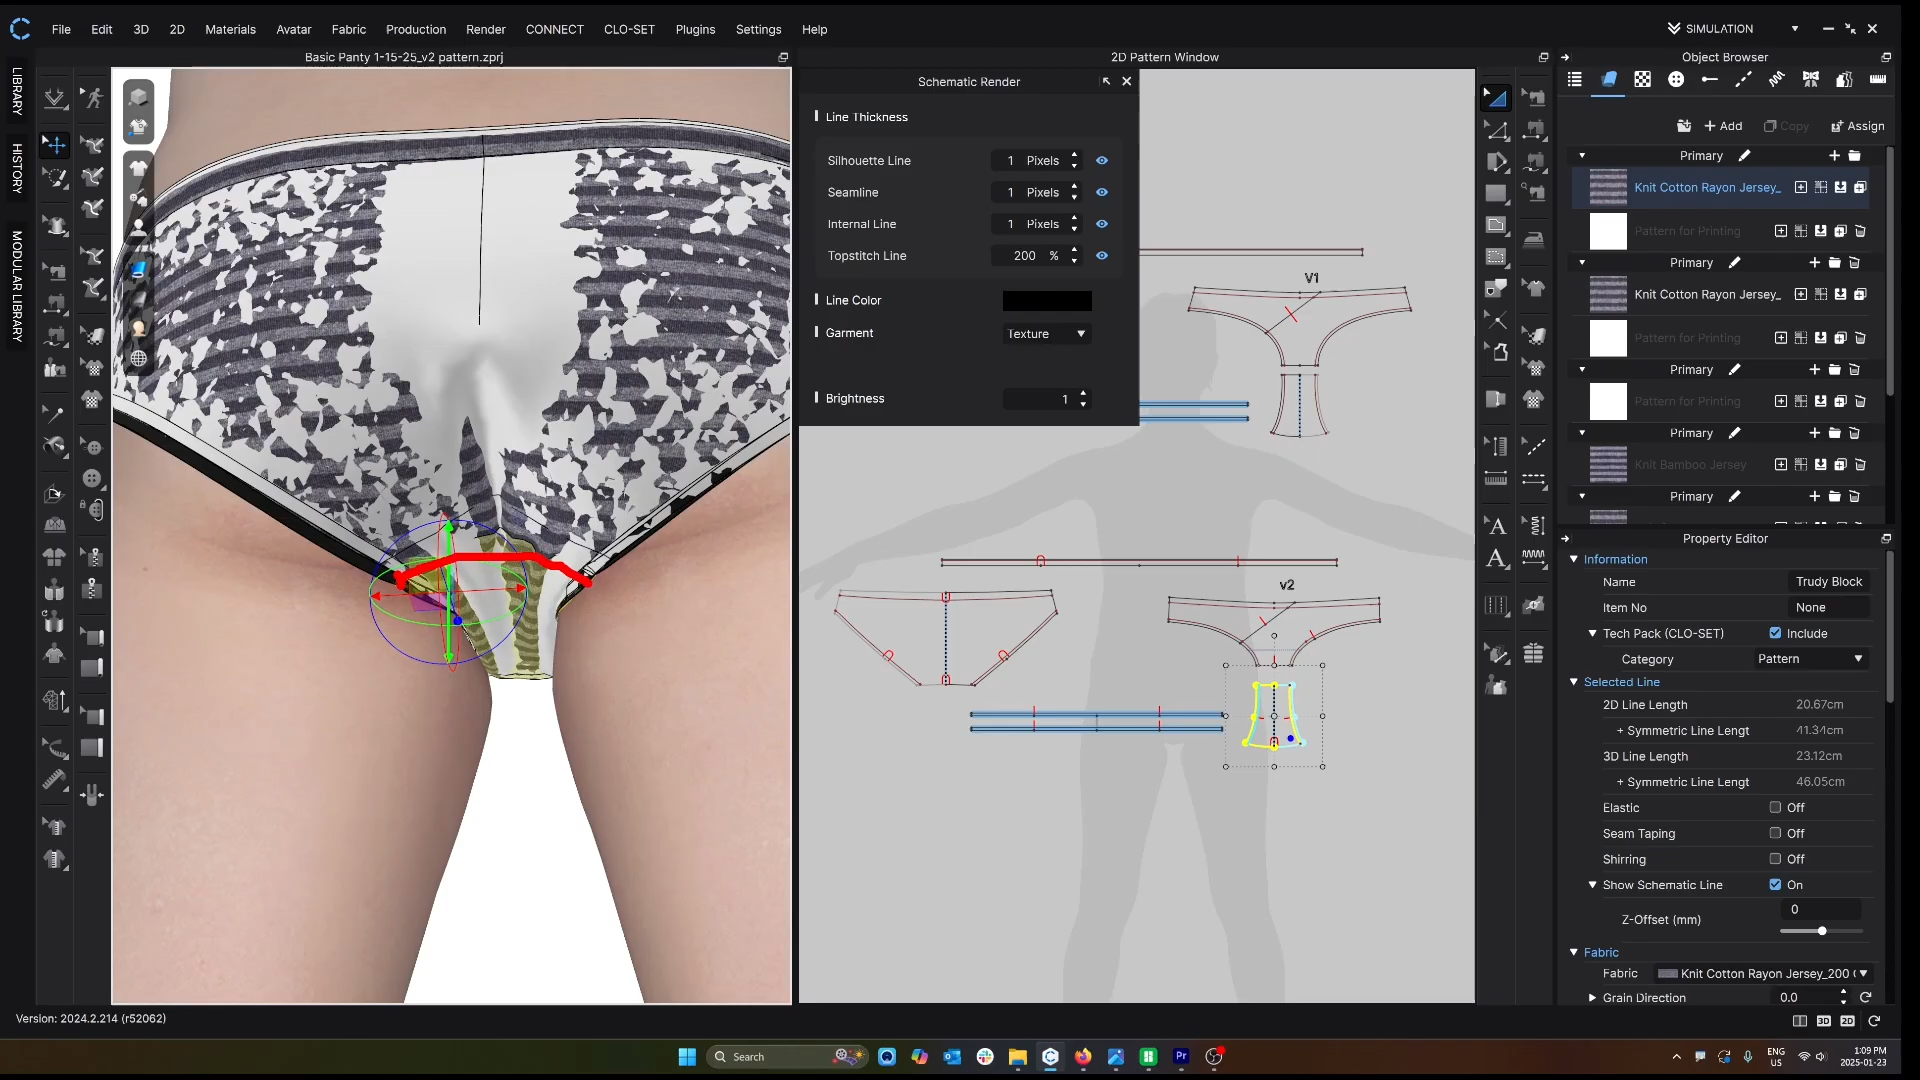 File Edit 3D 2D Materials Avatar Fabric Production Render CONNECT CLO-SET Plugins Settings Help
SIMULATION
Basic Panty 1-15-25_v2 pattern.zprj
2D Pattern Window
Object Browser
LIBRARY
HISTORY
MODULAR LIBRARY
Schematic Render
Line Thickness
Silhouette Line 1 Pixels
Seamline 1 Pixels
Internal Line 1 Pixels
Topstitch Line 200 %
Line Color
Garment Texture
Brightness 1
V1
v2
+ Add Copy Assign
Primary
Knit Cotton Rayon Jersey_
Pattern for Printing
Primary
Knit Cotton Rayon Jersey_
Pattern for Printing
Primary
Pattern for Printing
Primary
Knit Bamboo Jersey
Primary
Property Editor
Information
Name Trudy Block
Item No None
Tech Pack (CLO-SET) Include
Category Pattern
Selected Line
2D Line Length 20.67cm
+ Symmetric Line Lengt 41.34cm
3D Line Length 23.12cm
+ Symmetric Line Lengt 46.05cm
Elastic Off
Seam Taping Off
Shirring Off
Show Schematic Line On
0
Z-Offset (mm)
Fabric
Fabric Knit Cotton Rayon Jersey_200 (
Grain Direction 0.0
Version: 2024.2.214 (r52062)
3D 2D
Search
Pr
ENG
US
1:09 PM
2025-01-23